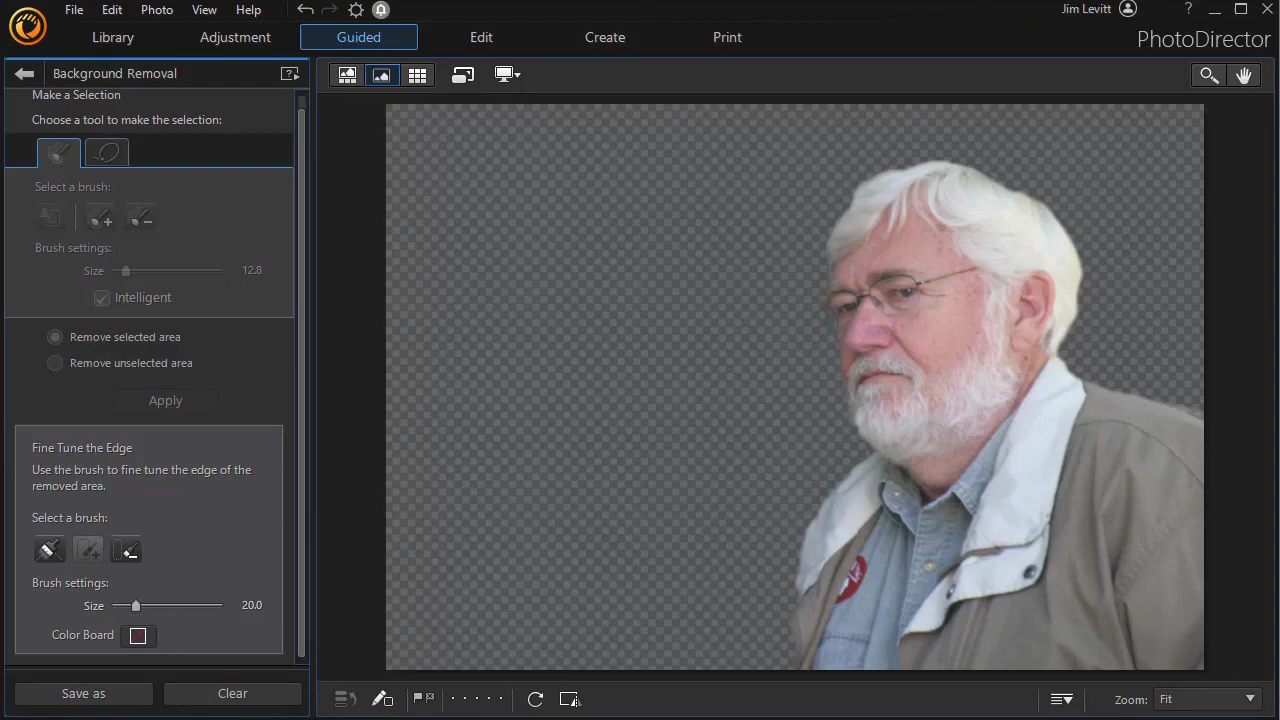 File Edit Photo View Help
Jim Levitt
?
Library Adjustment Guided Edit Create Print
PhotoDirector
Background Removal
Make a Selection
Choose a tool to make the selection:
Select a brush:
Brush settings:
Size 12.8
Intelligent
Remove selected area
Remove unselected area
Apply
Fine Tune the Edge
Use the brush to fine tune the edge of the
removed area.
Select a brush:
Brush settings:
Size 20.0
Color Board
Save as Clear
Zoom: Fit